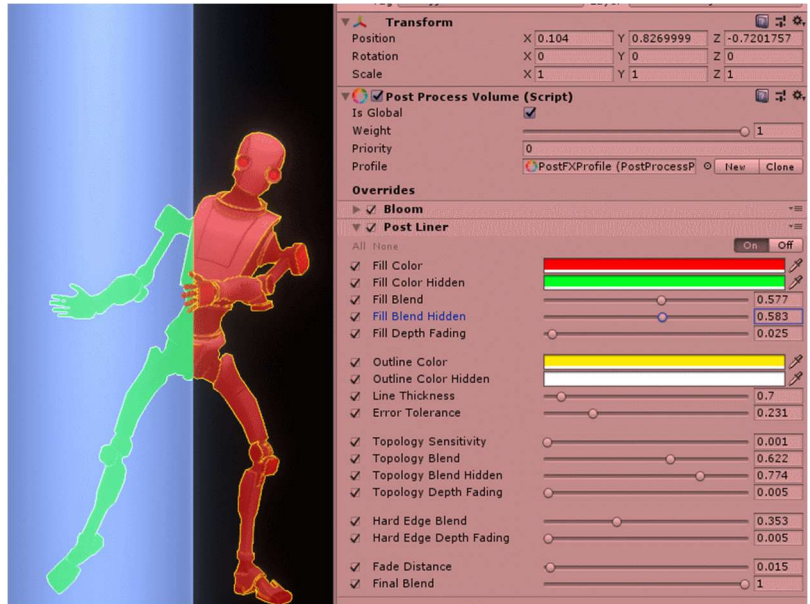 Transform
Position X 0.104 Y 0.8269999 Z -0.7201757
Rotation X 0 Y 0 Z 0
Scale X 1 Y 1 Z 1
Post Process Volume (Script)
Is Global
Weight 1
Priority 0
Profile PostFXProfile (PostProcessP New Clone
Overrides
Bloom
Post Liner
All None On Off
Fill Color
Fill Color Hidden
Fill Blend 0.577
Fill Blend Hidden 0.583
Fill Depth Fading 0.025
Outline Color
Outline Color Hidden
Line Thickness 0.7
Error Tolerance 0.231
Topology Sensitivity 0.001
Topology Blend 0.622
Topology Blend Hidden 0.774
Topology Depth Fading 0.005
Hard Edge Blend 0.353
Hard Edge Depth Fading 0.005
Fade Distance 0.015
Final Blend 1